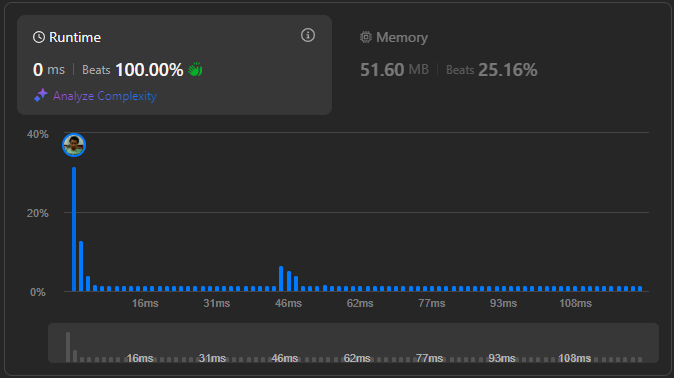 Runtime
0 ms | Beats 100.00%
Analyze Complexity
Memory
51.60 MB | Beats 25.16%
40%
20%
0%
16ms 31ms 46ms 62ms 77ms 93ms 108ms
16ms 31ms 46ms 62ms 77ms 93ms 108ms